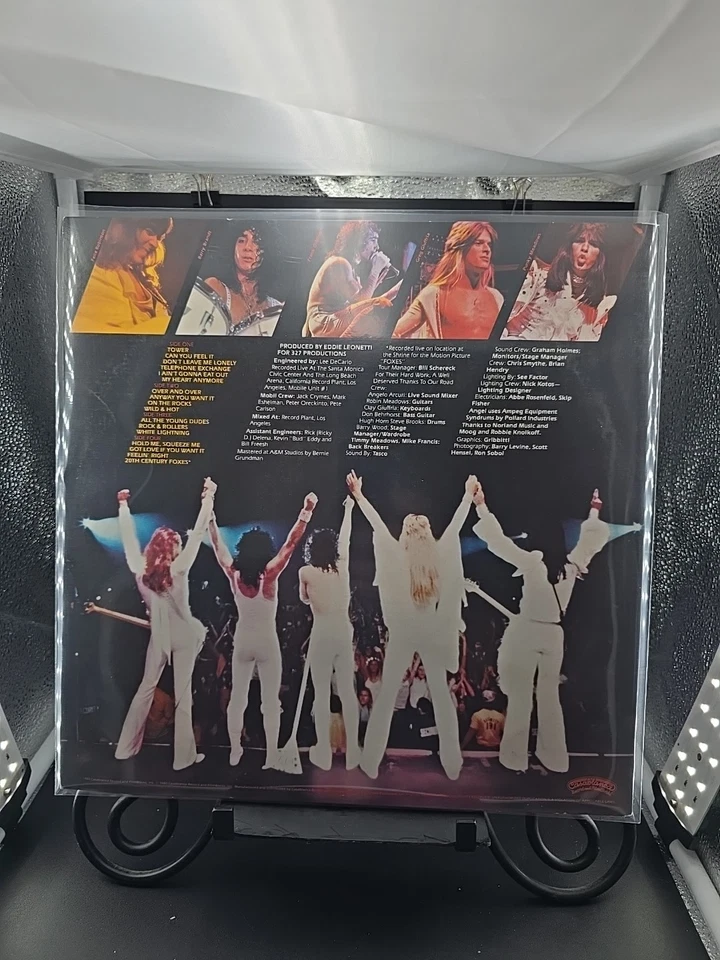 SIDE ONE
TOWER
CAN YOU FEEL IT
DON'T LEAVE ME LONELY
TELEPHONE EXCHANGE
I AIN'T GONNA EAT OUT
MY HEART ANYMORE
SIDE TWO
OVER AND OVER
ANYWAY YOU WANT IT
ON THE ROCKS
WILD & HOT
SIDE THREE
ALL THE YOUNG DUDES
ROCK & ROLLERS
WHITE LIGHTNING
SIDE FOUR
HOLD ME, SQUEEZE ME
GOT LOVE IF YOU WANT IT
FEELIN' RIGHT
20TH CENTURY FOXES*
PRODUCED BY EDDIE LEONETTI
FOR 327 PRODUCTIONS
Engineered by: Lee DeCarlo
Recorded Live At The Santa Monica
Civic Center And The Long Beach
Arena, California Record Plant, Los
Angeles, Mobile Unit # 1
Mobil Crew: Jack Crymes, Mark
Eshelman, Peter Oreckinto, Pete
Carlson
Mixed At: Record Plant, Los
Angeles
Assistant Engineers: Rick (Ricky
D.) Delena, Kevin "Bud" Eddy and
Bill Freesh
Mastered at A&M Studios by Bernie
Grundman
*Recorded live on location at
the Shrine for the Motion Picture
"FOXES"
Tour Manager: Bill Schereck
For Their Hard Work, A Well
Deserved Thanks To Our Road
Crew:
Angelo Arcuri: Live Sound Mixer
Robin Meadows: Guitars
Clay Giuffria: Keyboards
Don Behrhorst: Bass Guitar
Hugh Horn Steve Brooks: Drums
Barry Wood: Stage
Manager/Wardrobe
Timmy Meadows, Mike Francis:
Back Breakers
Sound By: Tasco
Sound Crew: Graham Holmes:
Monitors/Stage Manager
Crew: Chris Smythe, Brian
Hendry
Lighting By: See Factor
Lighting Crew: Nick Kotos—
Lighting Designer
Electricians: Abbe Rosenfeld, Skip
Fisher
Angel uses Ampeg Equipment
Syndrums by Pollard Industries
Thanks to Norland Music and
Moog and Robbie Knolkoff.
Graphics: Gribbitt!
Photography: Barry Levine, Scott
Hensel, Ron Sobol
Casablanca